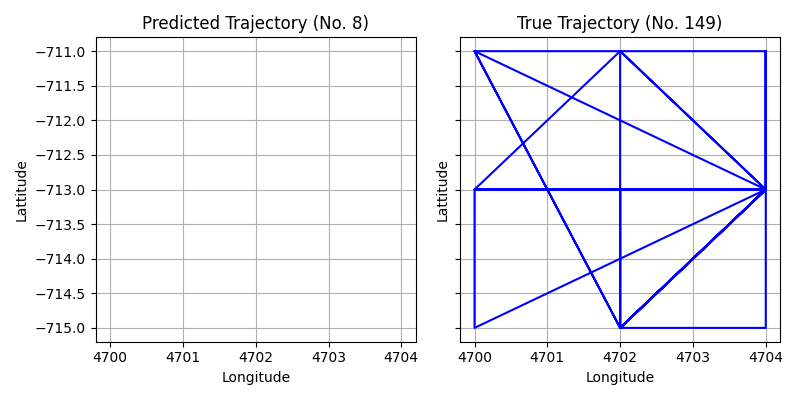 Predicted Trajectory (No. 8)
True Trajectory (No. 149)
−711.0
−711.5
−712.0
−712.5
−713.0
−713.5
−714.0
−714.5
−715.0
Lattitude
Lattitude
4700 4701 4702 4703 4704
4700 4701 4702 4703 4704
Longitude
Longitude